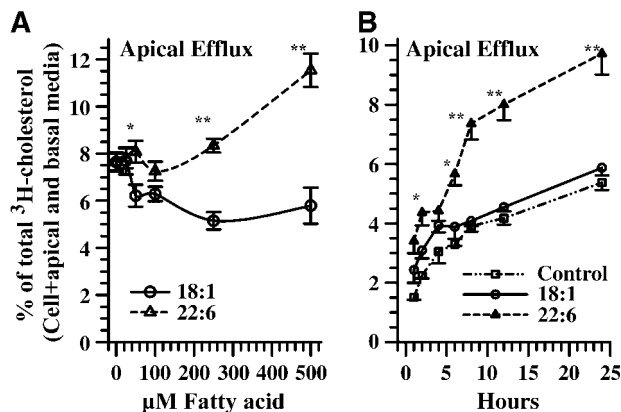 A
Apical Efflux
% of total ³H-cholesterol
(Cell+apical and basal media)
14
12
10
8
6
4
2
0
*
**
**
18:1
22:6
0 100 200 300 400 500
µM Fatty acid
B
Apical Efflux
10
8
6
4
2
0
*
*
**
**
**
Control
18:1
22:6
0 5 10 15 20 25
Hours